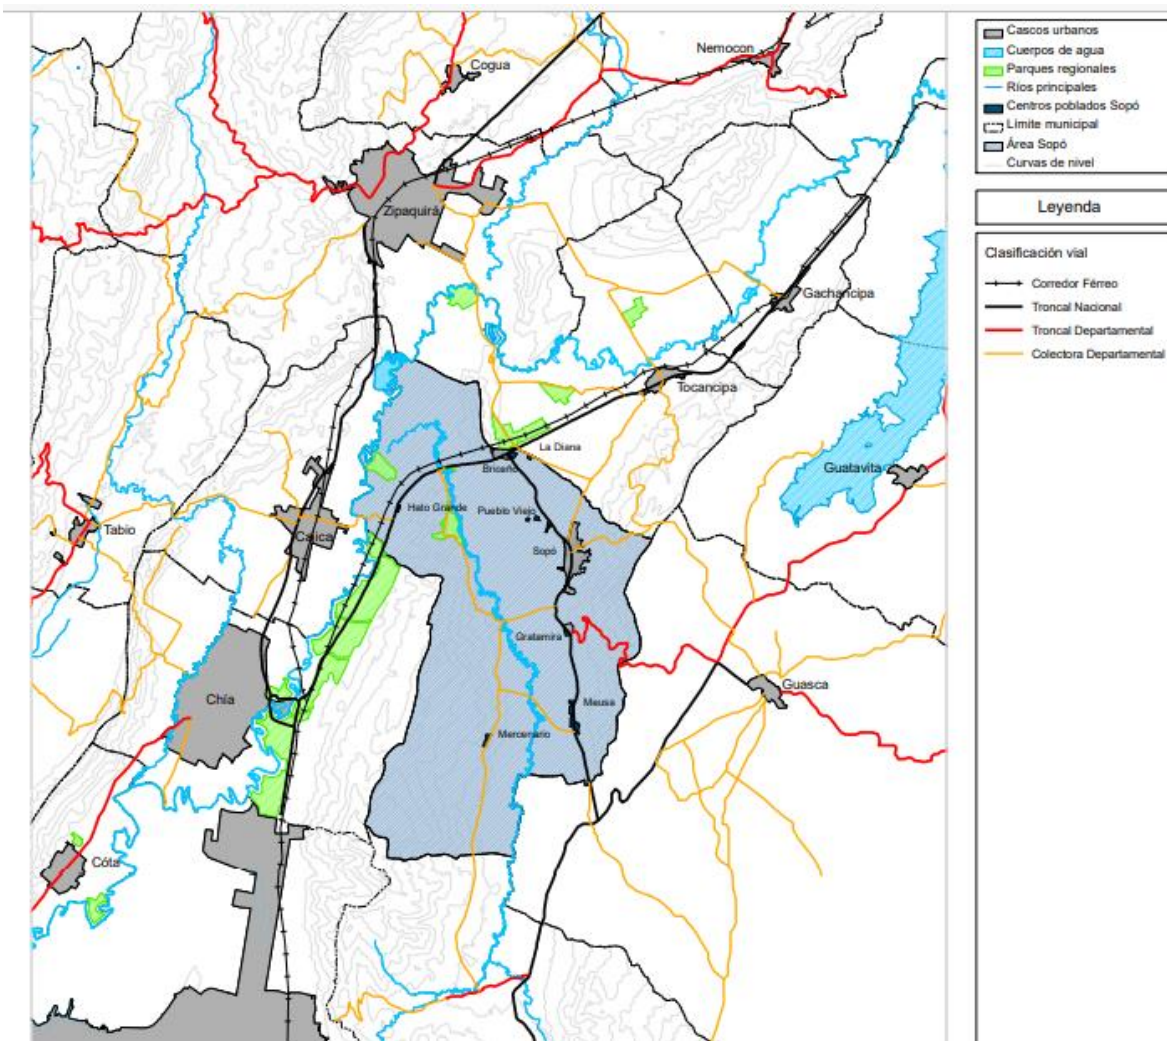 Nemocon
Cogua
Zipaquirá
Gachancipa
Tocancipa
La Diana
Briceño
Guatavita
Hato Grande
Pueblo Viejo
Tabio
Cajica
Sopó
Gratamira
Chía
Guasca
Meusa
Mercenario
Cóta
Cascos urbanos
Cuerpos de agua
Parques regionales
Ríos principales
Centros poblados Sopó
Límite municipal
Área Sopó
Curvas de nivel
Leyenda
Clasificación vial
Corredor Férreo
Troncal Nacional
Troncal Departamental
Colectora Departamental